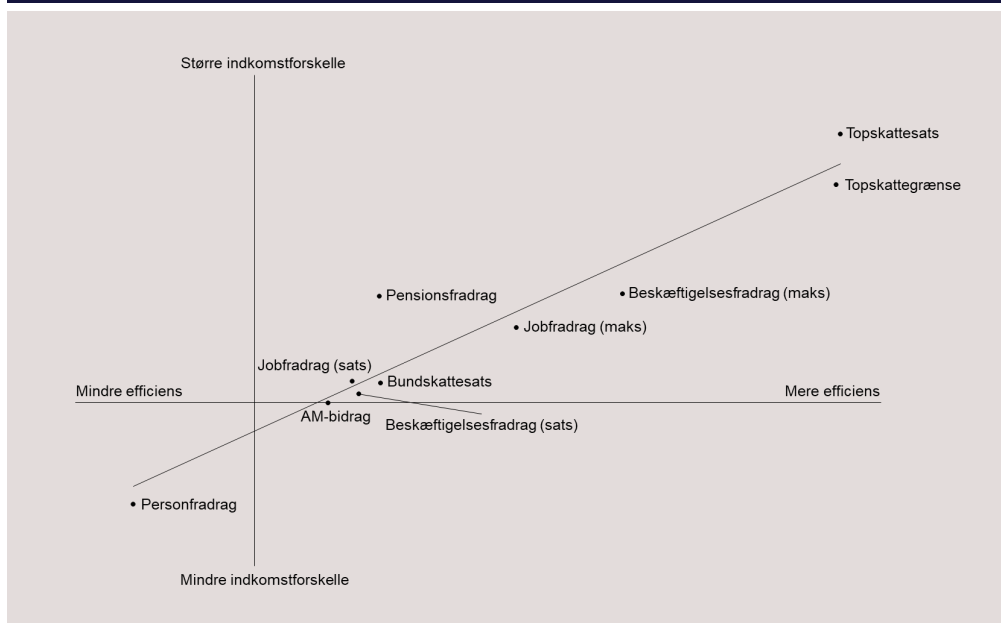 Større indkomstforskelle
Topskattesats
Topskattegrænse
Pensionsfradrag
Beskæftigelsesfradrag (maks)
Jobfradrag (maks)
Jobfradrag (sats)
Bundskattesats
Mindre efficiens
Mere efficiens
AM-bidrag
Beskæftigelsesfradrag (sats)
Personfradrag
Mindre indkomstforskelle